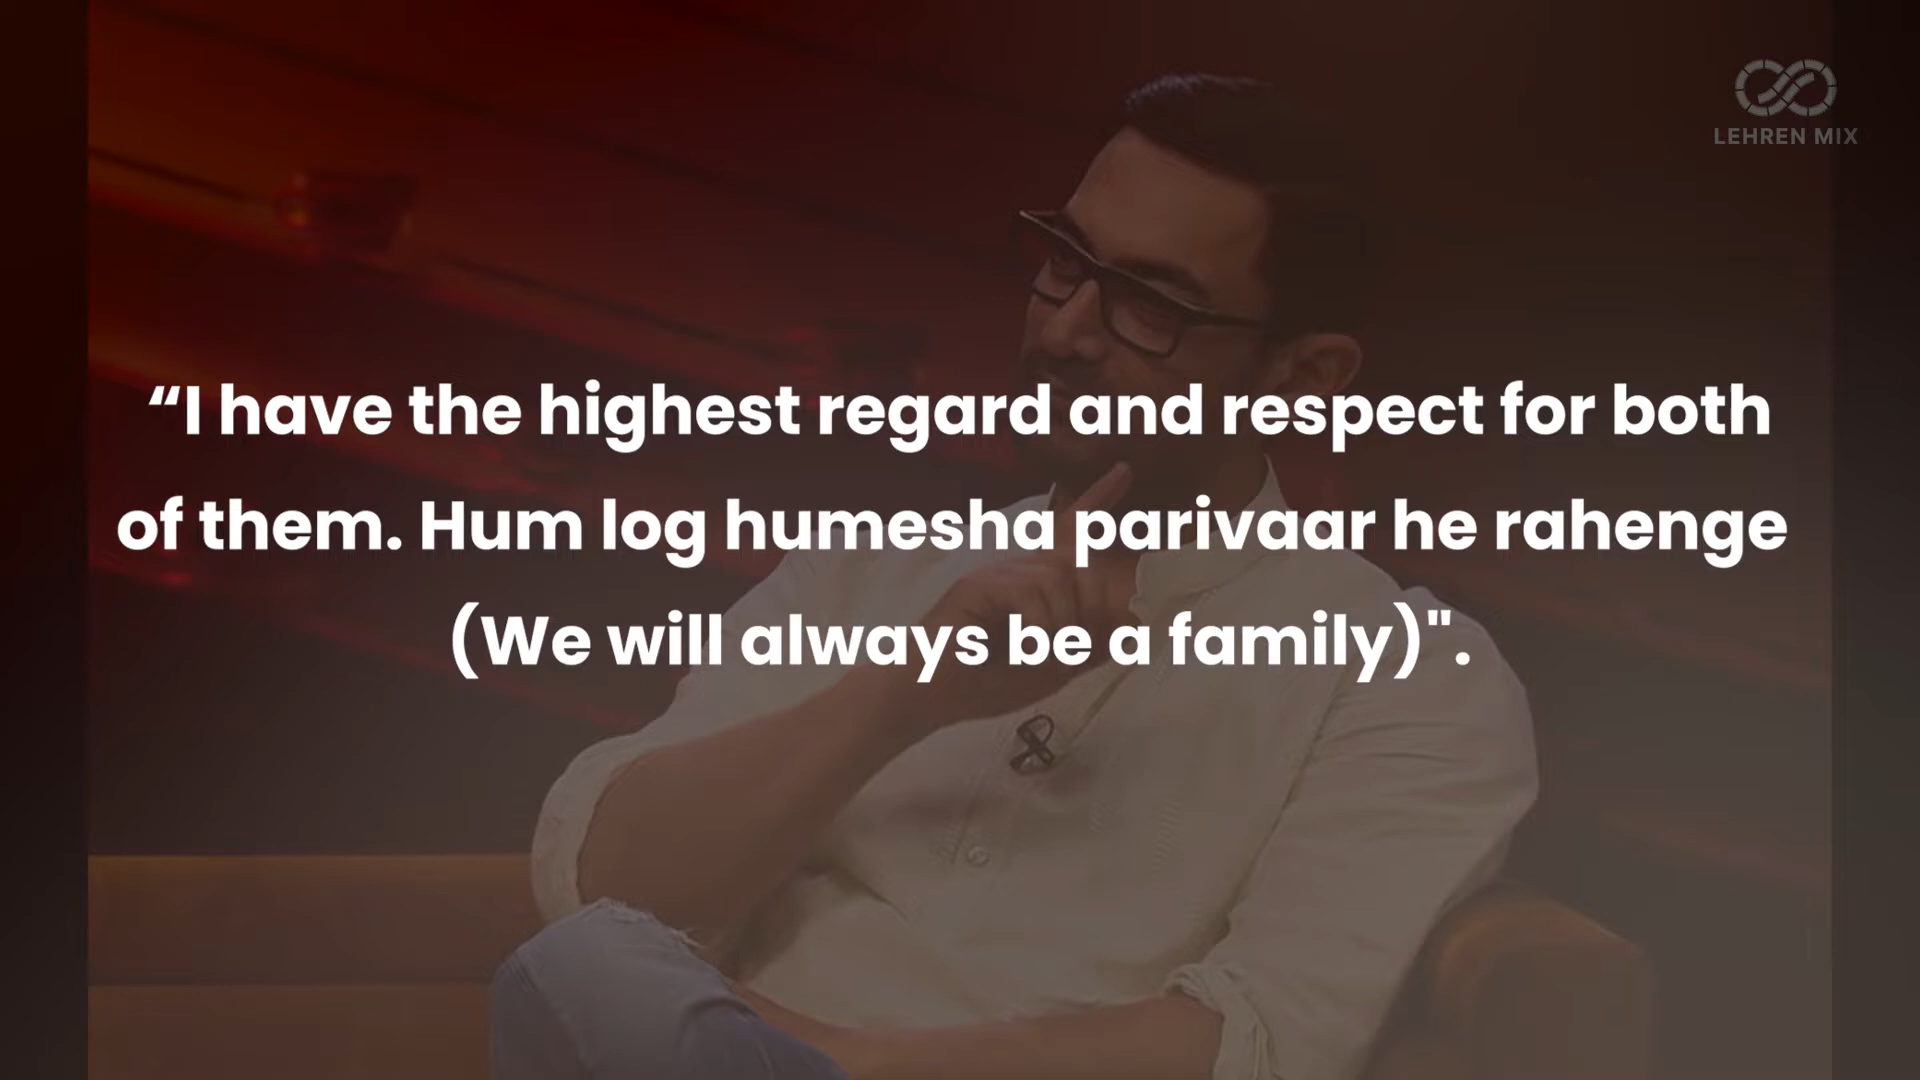 LEHREN MIX
“I have the highest regard and respect for both
of them. Hum log humesha parivaar he rahenge
(We will always be a family)".